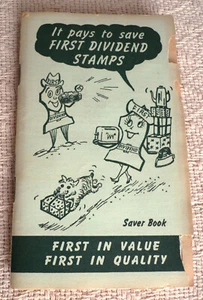 It pays to save
FIRST DIVIDEND
STAMPS
Saver Book
FIRST IN VALUE
FIRST IN QUALITY